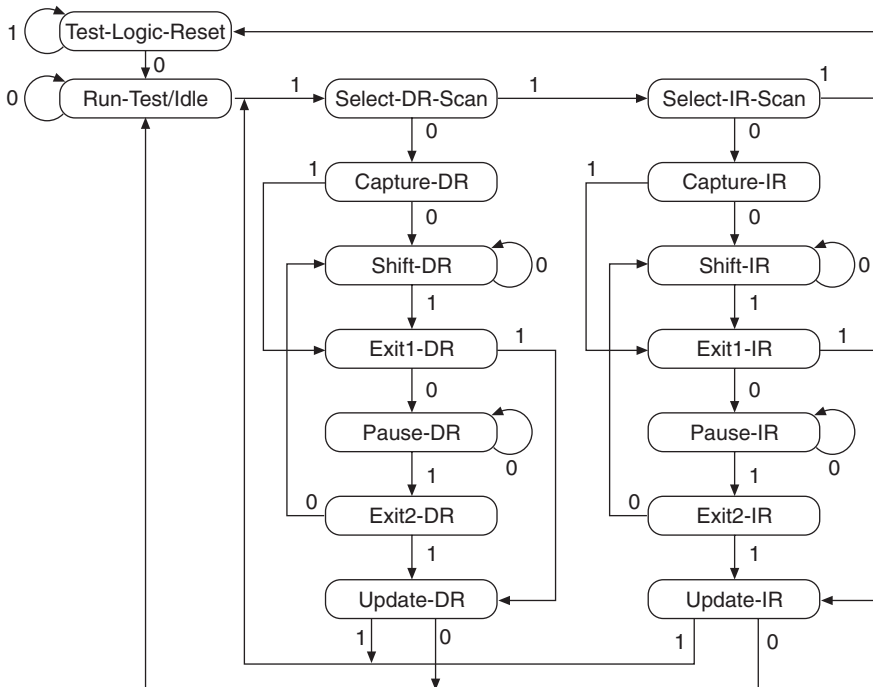 1
Test-Logic-Reset
0
0
Run-Test/Idle
1
Select-DR-Scan
1
Select-IR-Scan
1
0
0
1
Capture-DR
1
Capture-IR
0
0
Shift-DR
0
Shift-IR
0
1
1
Exit1-DR
1
Exit1-IR
1
0
0
Pause-DR
0
Pause-IR
0
1
1
0
Exit2-DR
0
Exit2-IR
1
1
Update-DR
Update-IR
1
0
1
0